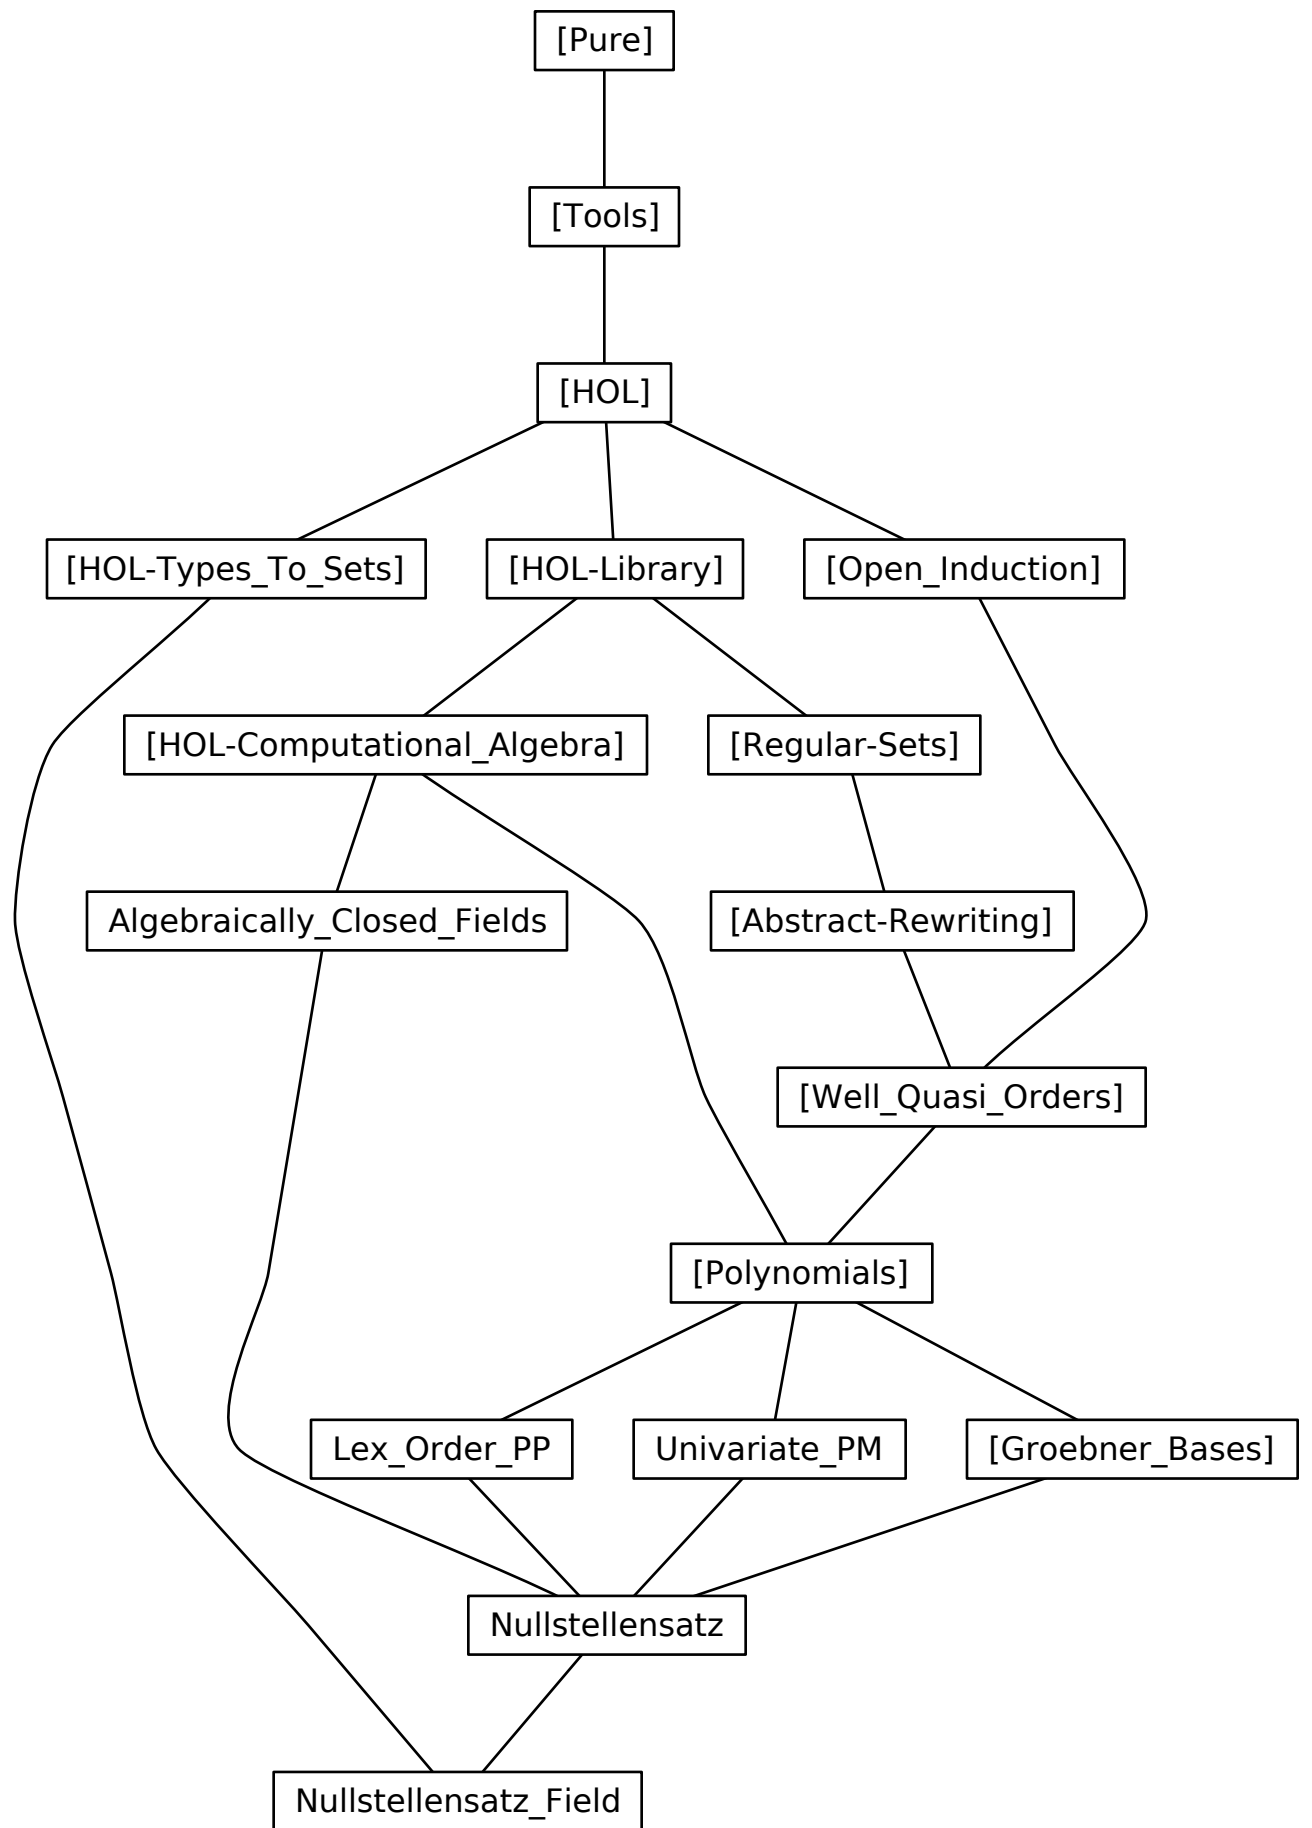 [Pure]
[Tools]
[HOL]
[HOL-Types_To_Sets]
[HOL-Library]
[Open_Induction]
[HOL-Computational_Algebra]
[Regular-Sets]
Algebraically_Closed_Fields
[Abstract-Rewriting]
[Well_Quasi_Orders]
[Polynomials]
Lex_Order_PP
Univariate_PM
[Groebner_Bases]
Nullstellensatz
Nullstellensatz_Field